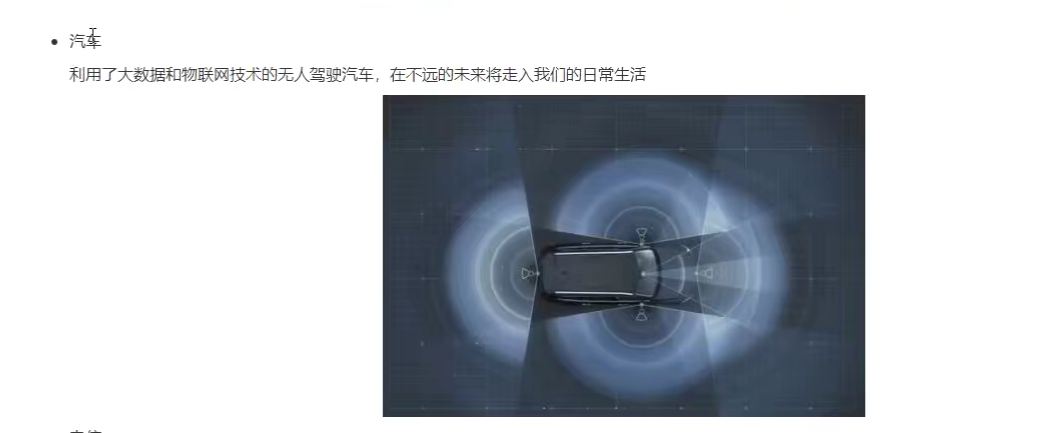 汽车
利用了大数据和物联网技术的无人驾驶汽车，在不远的未来将走入我们的日常生活